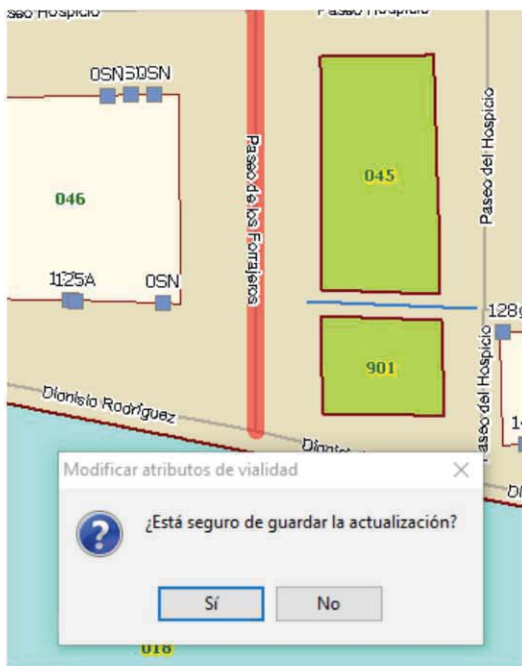 Paseo Hospicio
Paseo Hospicio
0SN
0SN
045
Paseo del Hospicio
Paseo de los Forrajeros
046
1125A
0SN
128
901
Paseo del Hospicio
Dionisio Rodríguez
Modificar atributos de vialidad
¿Está seguro de guardar la actualización?
Sí
No
018